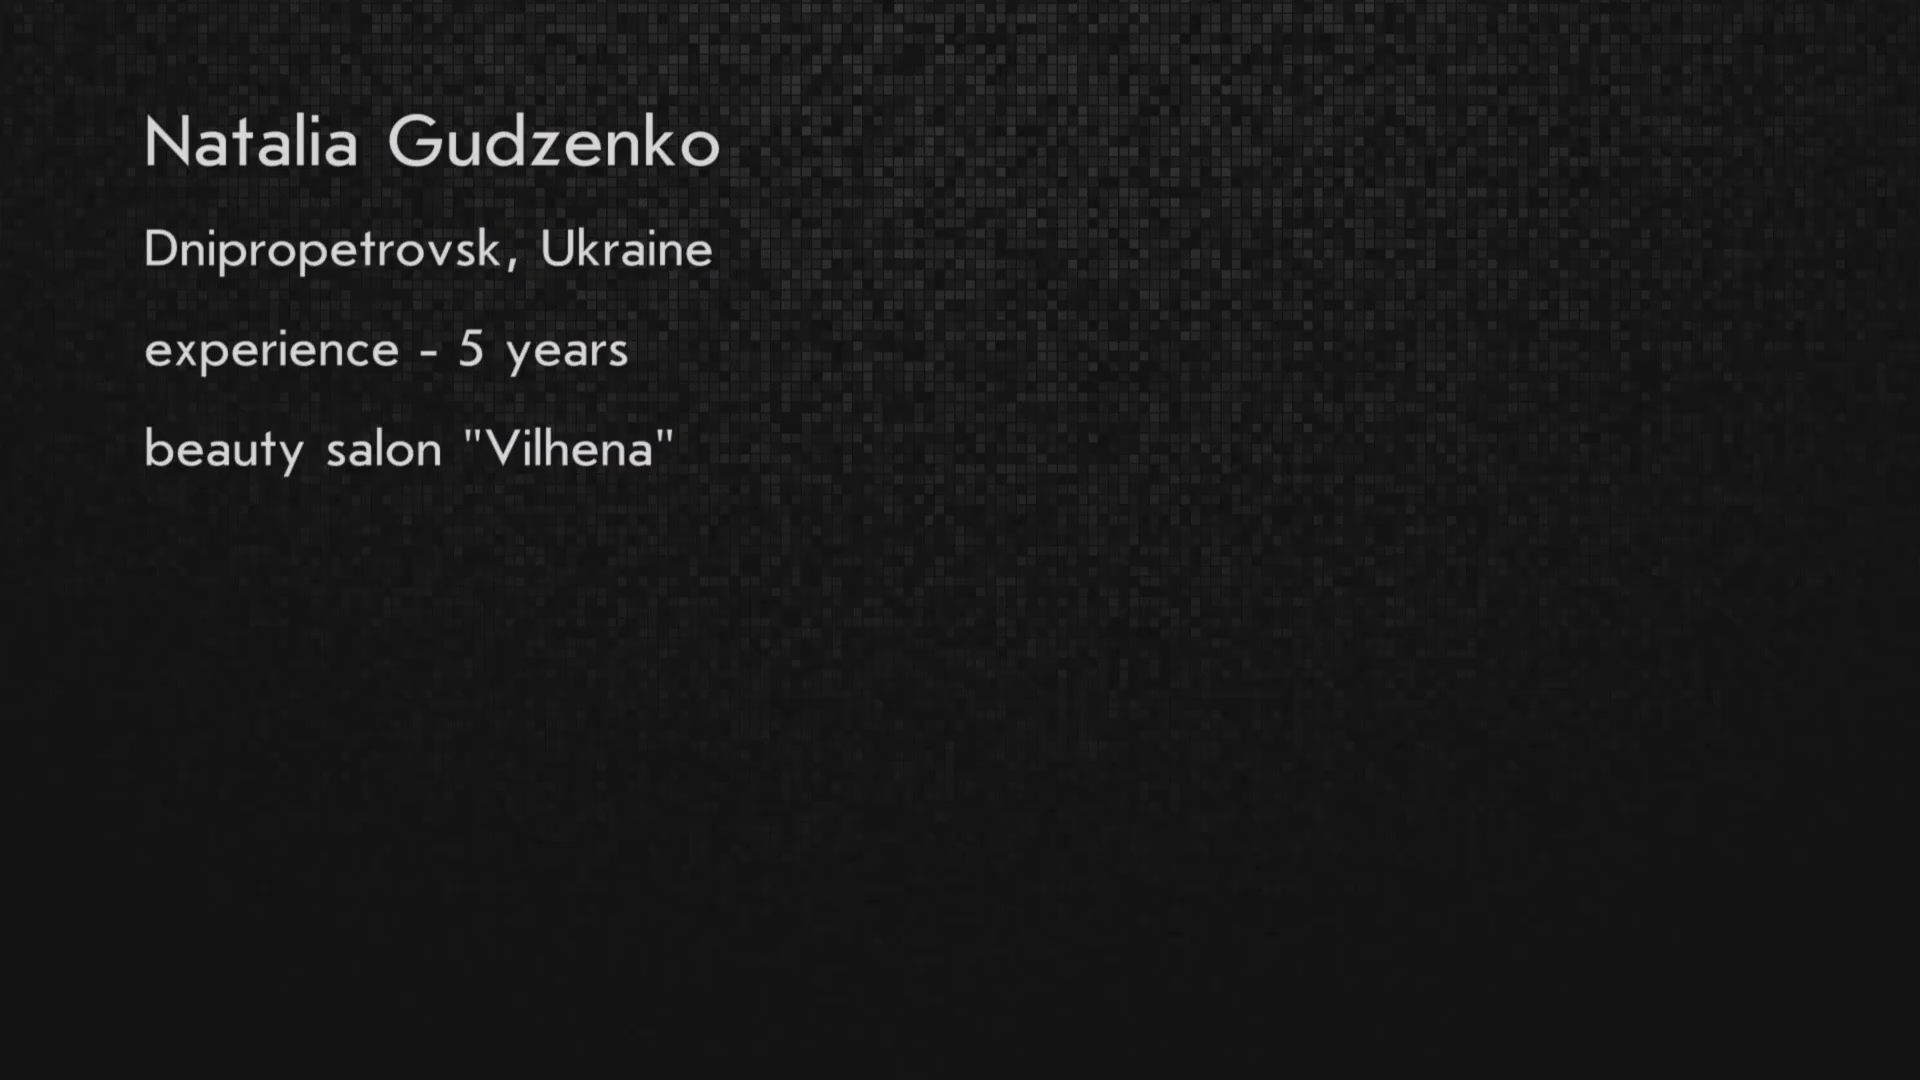 Natalia Gudzenko
Dnipropetrovsk, Ukraine
experience - 5 years
beauty salon "Vilhena"